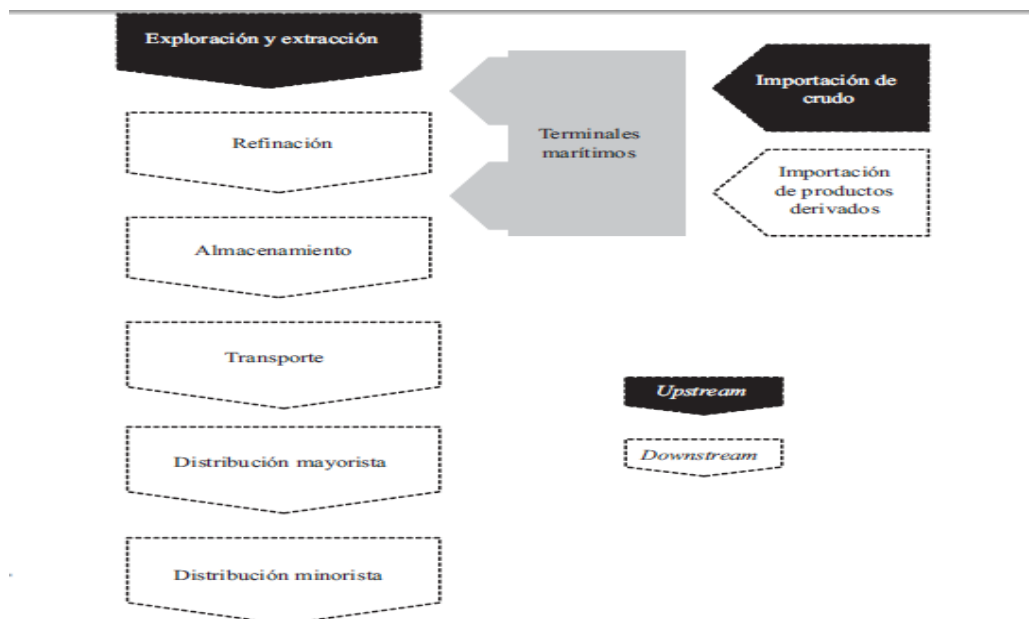 Exploración y extracción
Refinación
Almacenamiento
Transporte
Distribución mayorista
Distribución minorista
Terminales
marítimos
Importación de
crudo
Importación
de productos
derivados
Upstream
Downstream